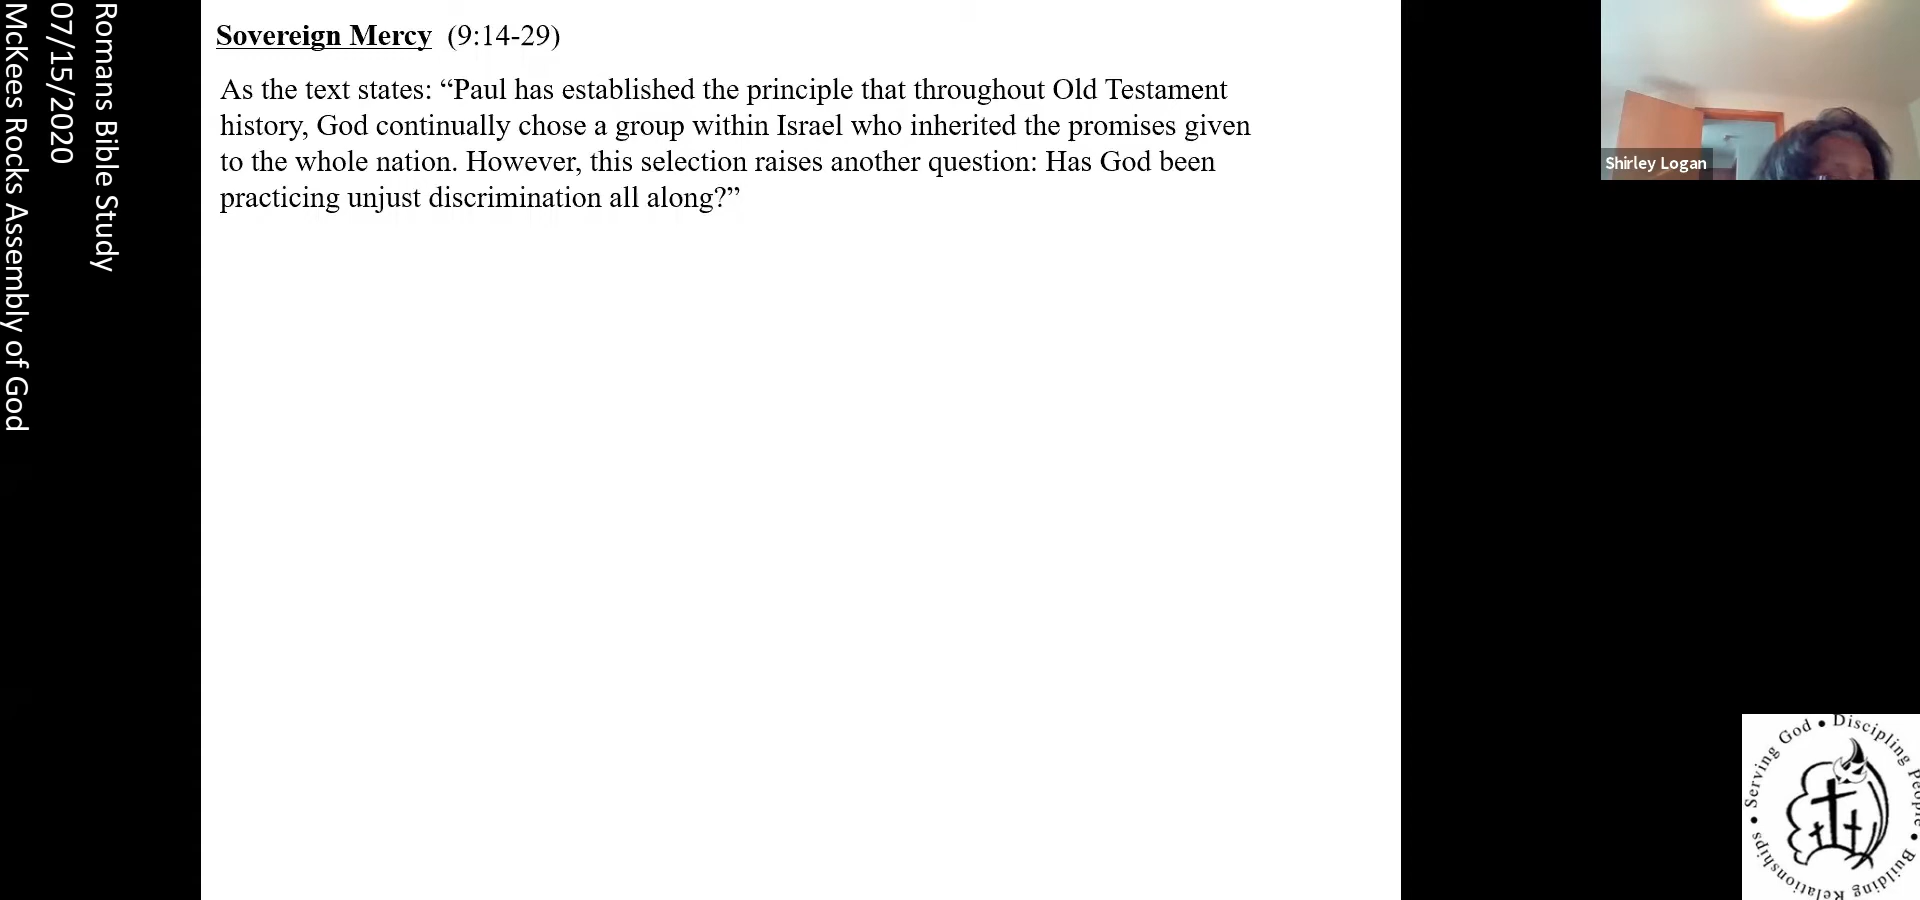 Sovereign Mercy (9:14-29)
As the text states: “Paul has established the principle that throughout Old Testament
history, God continually chose a group within Israel who inherited the promises given
to the whole nation. However, this selection raises another question: Has God been
practicing unjust discrimination all along?”
Romans Bible Study
07/15/2020
McKees Rocks Assembly of God
Shirley Logan
Serving God • Discipling People • Building Relationships •